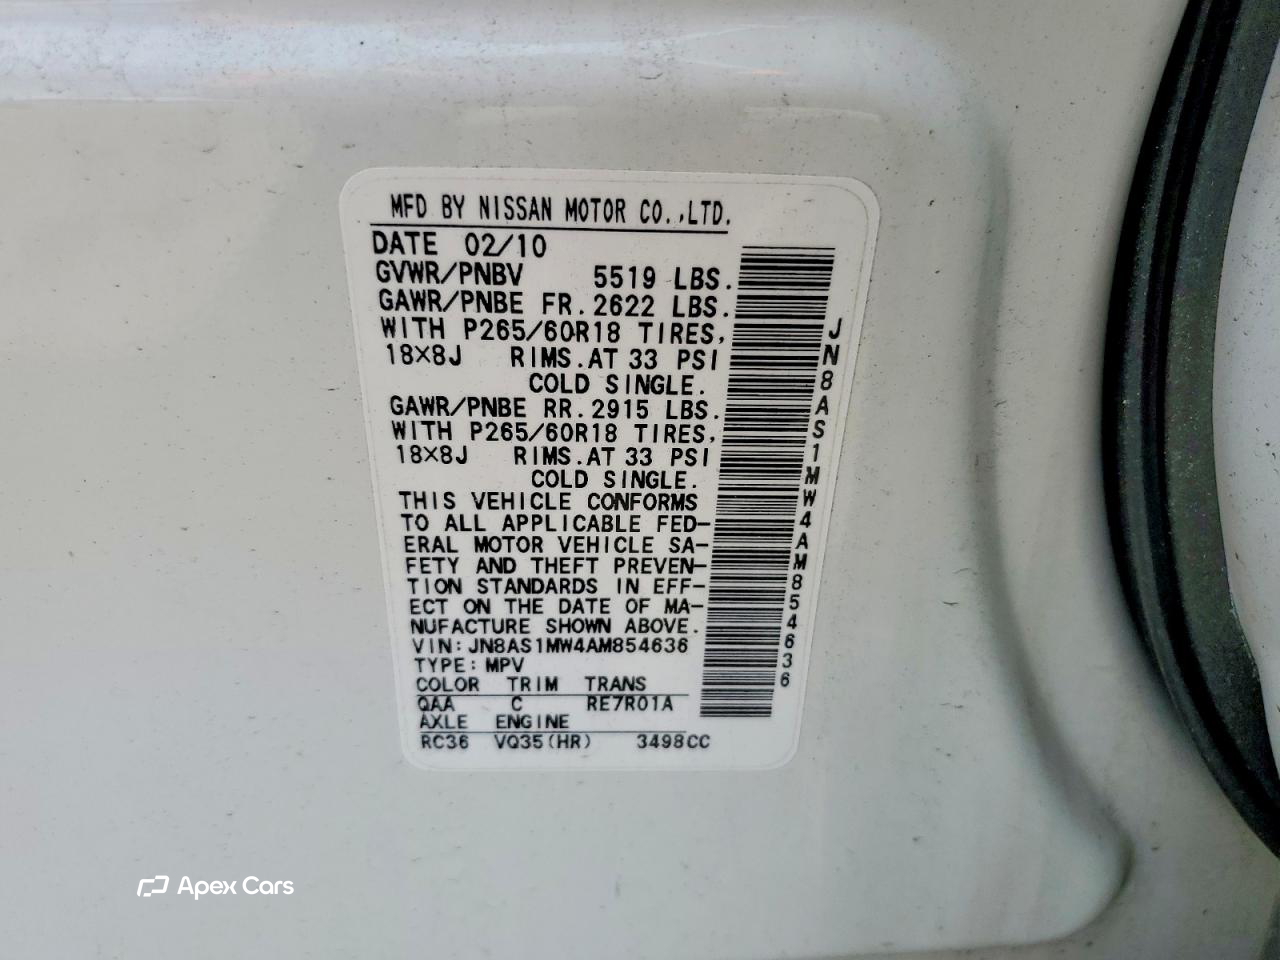 MFD BY NISSAN MOTOR CO.,LTD.
DATE 02/10
GVWR/PNBV 5519 LBS.
GAWR/PNBE FR.2622 LBS.
WITH P265/60R18 TIRES,
18×8J RIMS.AT 33 PSI
COLD SINGLE.
GAWR/PNBE RR.2915 LBS.
WITH P265/60R18 TIRES,
18×8J RIMS.AT 33 PSI
COLD SINGLE.
THIS VEHICLE CONFORMS
TO ALL APPLICABLE FED-
ERAL MOTOR VEHICLE SA-
FETY AND THEFT PREVEN-
TION STANDARDS IN EFF-
ECT ON THE DATE OF MA-
NUFACTURE SHOWN ABOVE.
VIN:JN8AS1MW4AM854636
TYPE:MPV
COLOR TRIM TRANS
QAA C RE7R01A
AXLE ENGINE
RC36 VQ35(HR) 3498CC
JN8AS1MW4AM854636
Apex Cars